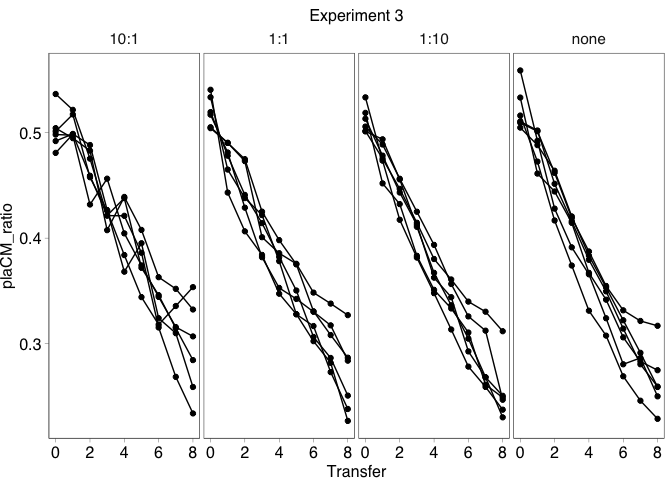 Experiment 3
10:1 1:1 1:10 none
plaCM_ratio
0.5
0.4
0.3
0 2 4 6 8 0 2 4 6 8 0 2 4 6 8 0 2 4 6 8
Transfer